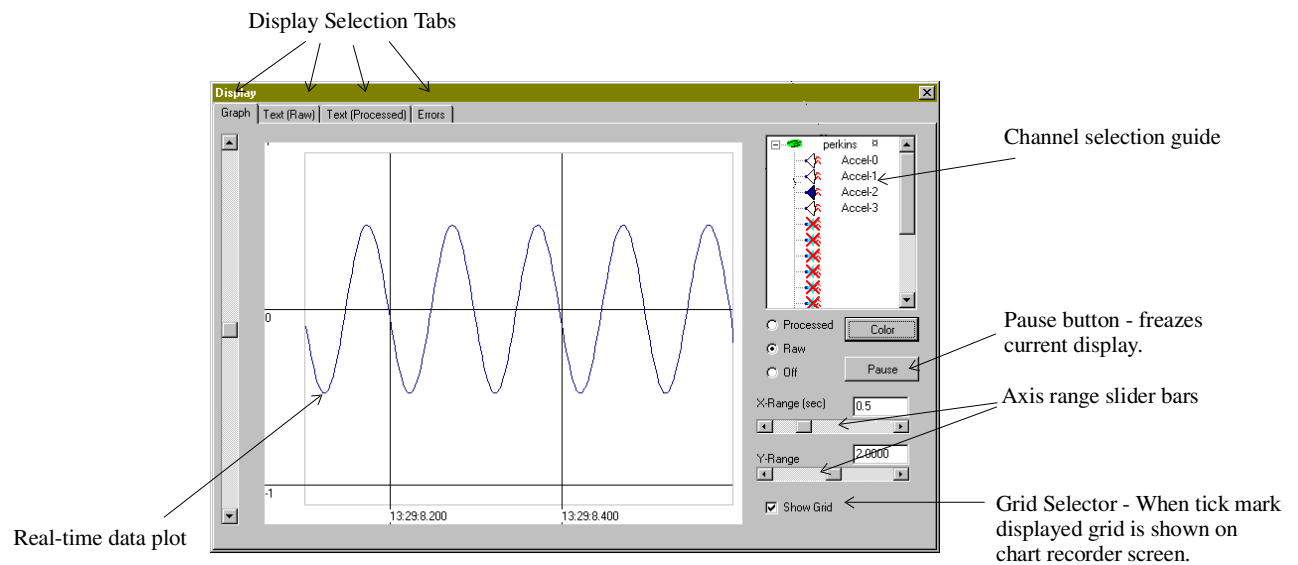 Display Selection Tabs
Display
Graph
Text (Raw)
Text (Processed)
Errors
1
0
-1
13:29:8.200
13:29:8.400
perkins
Accel-0
Accel-1
Accel-2
Accel-3
Processed
Raw
Off
Color
Pause
X-Range (sec)
0.5
Y-Range
2.0000
Show Grid
Channel selection guide
Pause button - freazes
current display.
Axis range slider bars
Grid Selector - When tick mark
displayed grid is shown on
chart recorder screen.
Real-time data plot